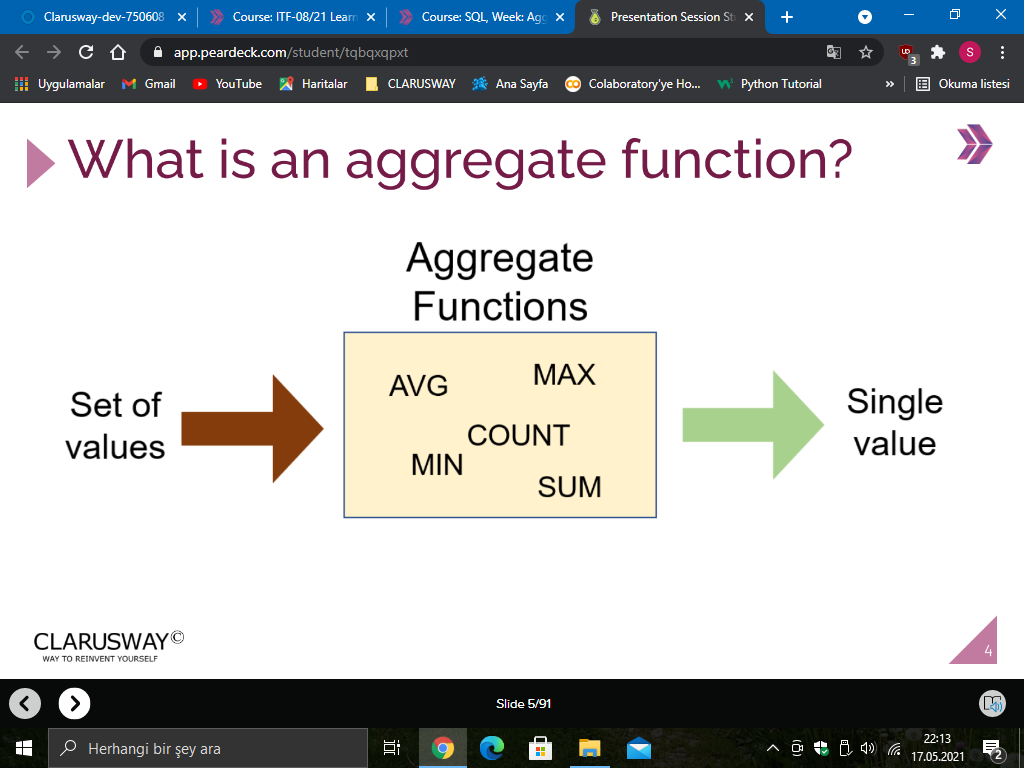 Clarusway-dev-750608
Course: ITF-08/21 Learn
Course: SQL, Week: Agg
Presentation Session St
app.peardeck.com/student/tqbqxqpxt
3
S
Uygulamalar
Gmail
YouTube
Haritalar
CLARUSWAY
Ana Sayfa
Colaboratory'ye Ho...
Python Tutorial
»
Okuma listesi
What is an aggregate function?
Aggregate
Functions
Set of
values
AVG
MAX
COUNT
MIN
SUM
Single
value
CLARUSWAY©
WAY TO REINVENT YOURSELF
4
Slide 5/91
Herhangi bir şey ara
22:13
17.05.2021
2